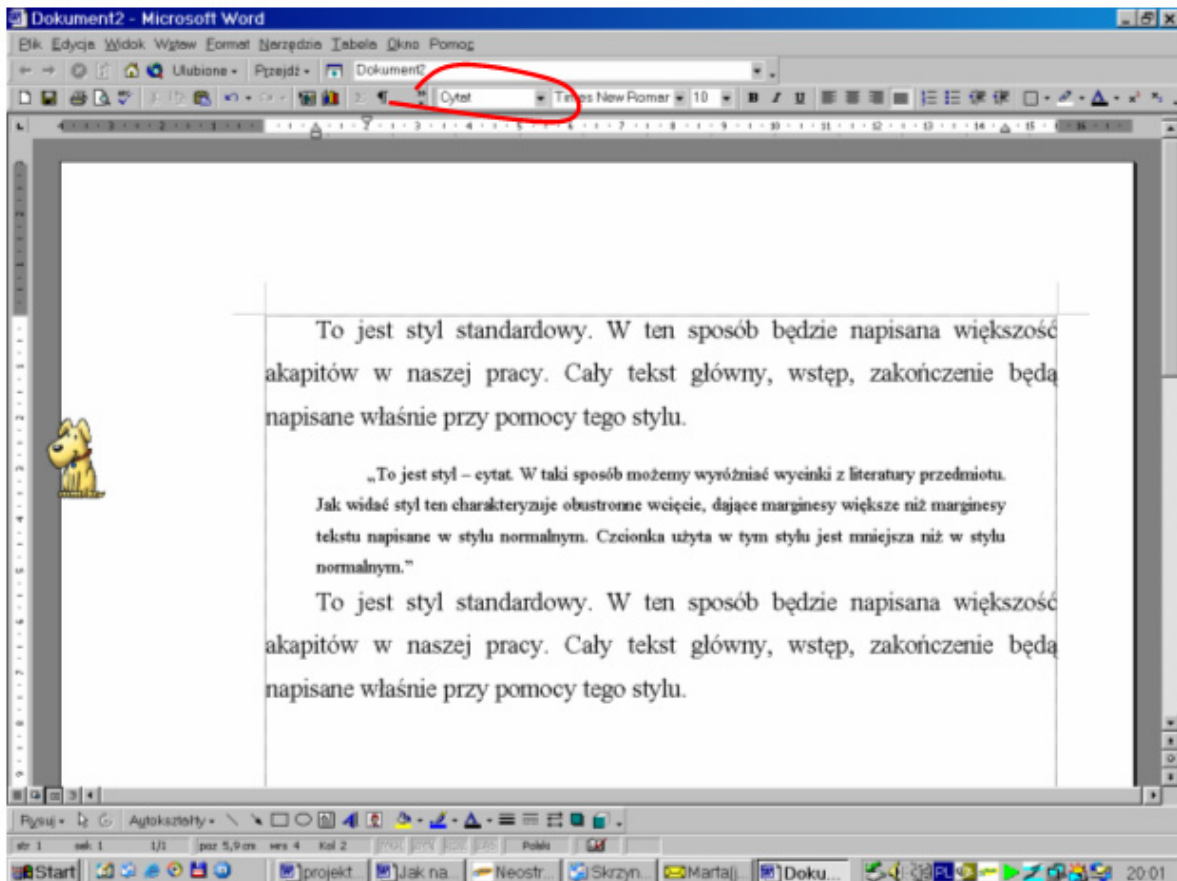 Dokument2 - Microsoft Word
Plik Edycja Widok Wstaw Format Narzędzia Tabela Okno Pomoc
Ulubione Przejdź Dokument2
Cytat Times New Roman 10 B I U
To jest styl standardowy. W ten sposób będzie napisana większość
akapitów w naszej pracy. Cały tekst główny, wstęp, zakończenie będą
napisane właśnie przy pomocy tego stylu.
„To jest styl – cytat. W taki sposób możemy wyróżniać wycinki z literatury przedmiotu.
Jak widać styl ten charakteryzuje obustronne wcięcie, dające marginesy większe niż marginesy
tekstu napisane w stylu normalnym. Czcionka użyta w tym stylu jest mniejsza niż w stylu
normalnym.”
To jest styl standardowy. W ten sposób będzie napisana większość
akapitów w naszej pracy. Cały tekst główny, wstęp, zakończenie będą
napisane właśnie przy pomocy tego stylu.
Rysuj Autokształty
str 1 sek 1 1/1 poz 5,9 cm wrs 4 Kol 2 Polski
Start projekt... Jak na... Neostr... Skrzyn... Marta|j... Doku... PL 20:01